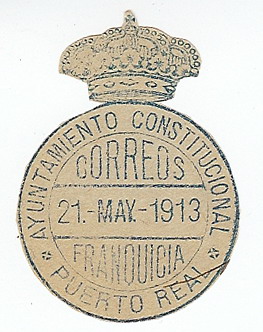 AYUNTAMIENTO CONSTITUCIONAL
CORREOS
21.-MAY.-1913
FRANQUICIA
* PUERTO REAL *